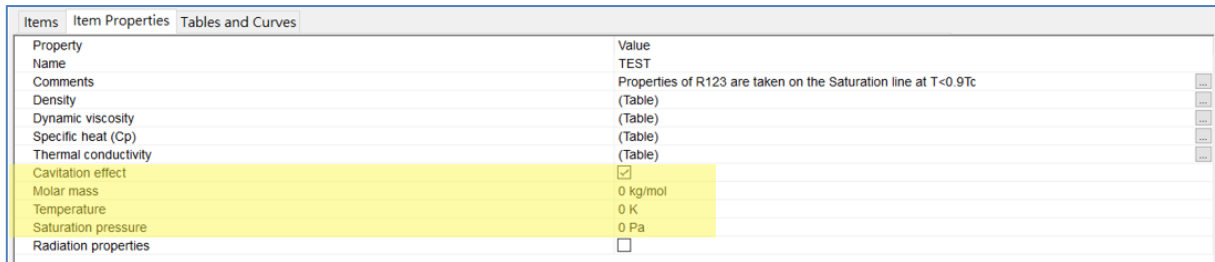 Items Item Properties Tables and Curves
Property Value
Name TEST
Comments Properties of R123 are taken on the Saturation line at T<0.9Tc ...
Density (Table) ...
Dynamic viscosity (Table) ...
Specific heat (Cp) (Table) ...
Thermal conductivity (Table) ...
Cavitation effect
Molar mass 0 kg/mol
Temperature 0 K
Saturation pressure 0 Pa
Radiation properties